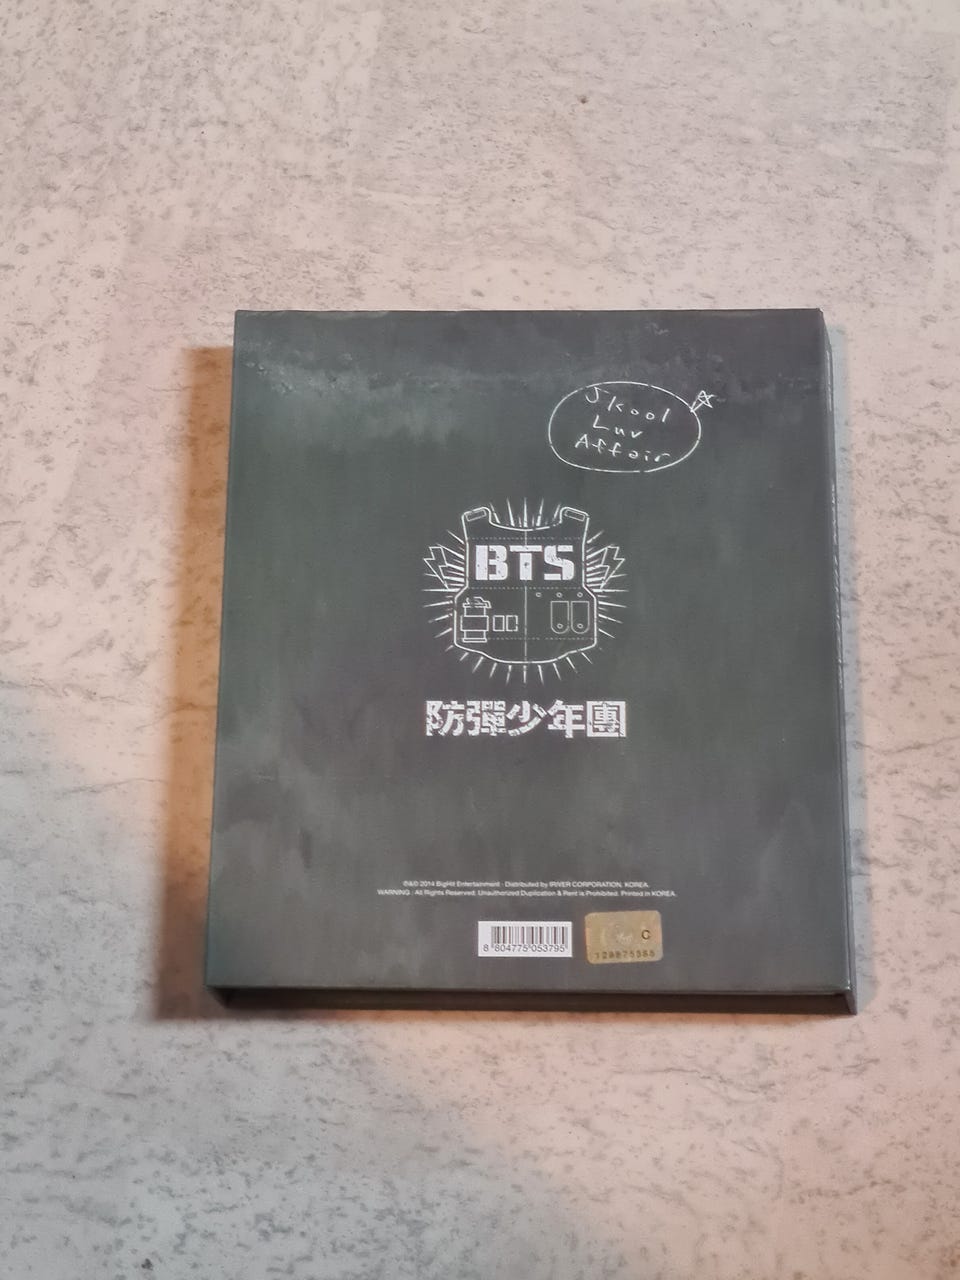 Skool
Luv
Affair
BTS
防彈少年團
℗&© 2014 BigHit Entertainment · Distributed by IRIVER CORPORATION, KOREA.
WARNING : All Rights Reserved. Unauthorized Duplication & Rent is Prohibited. Printed in KOREA.
8 804775 053795
C